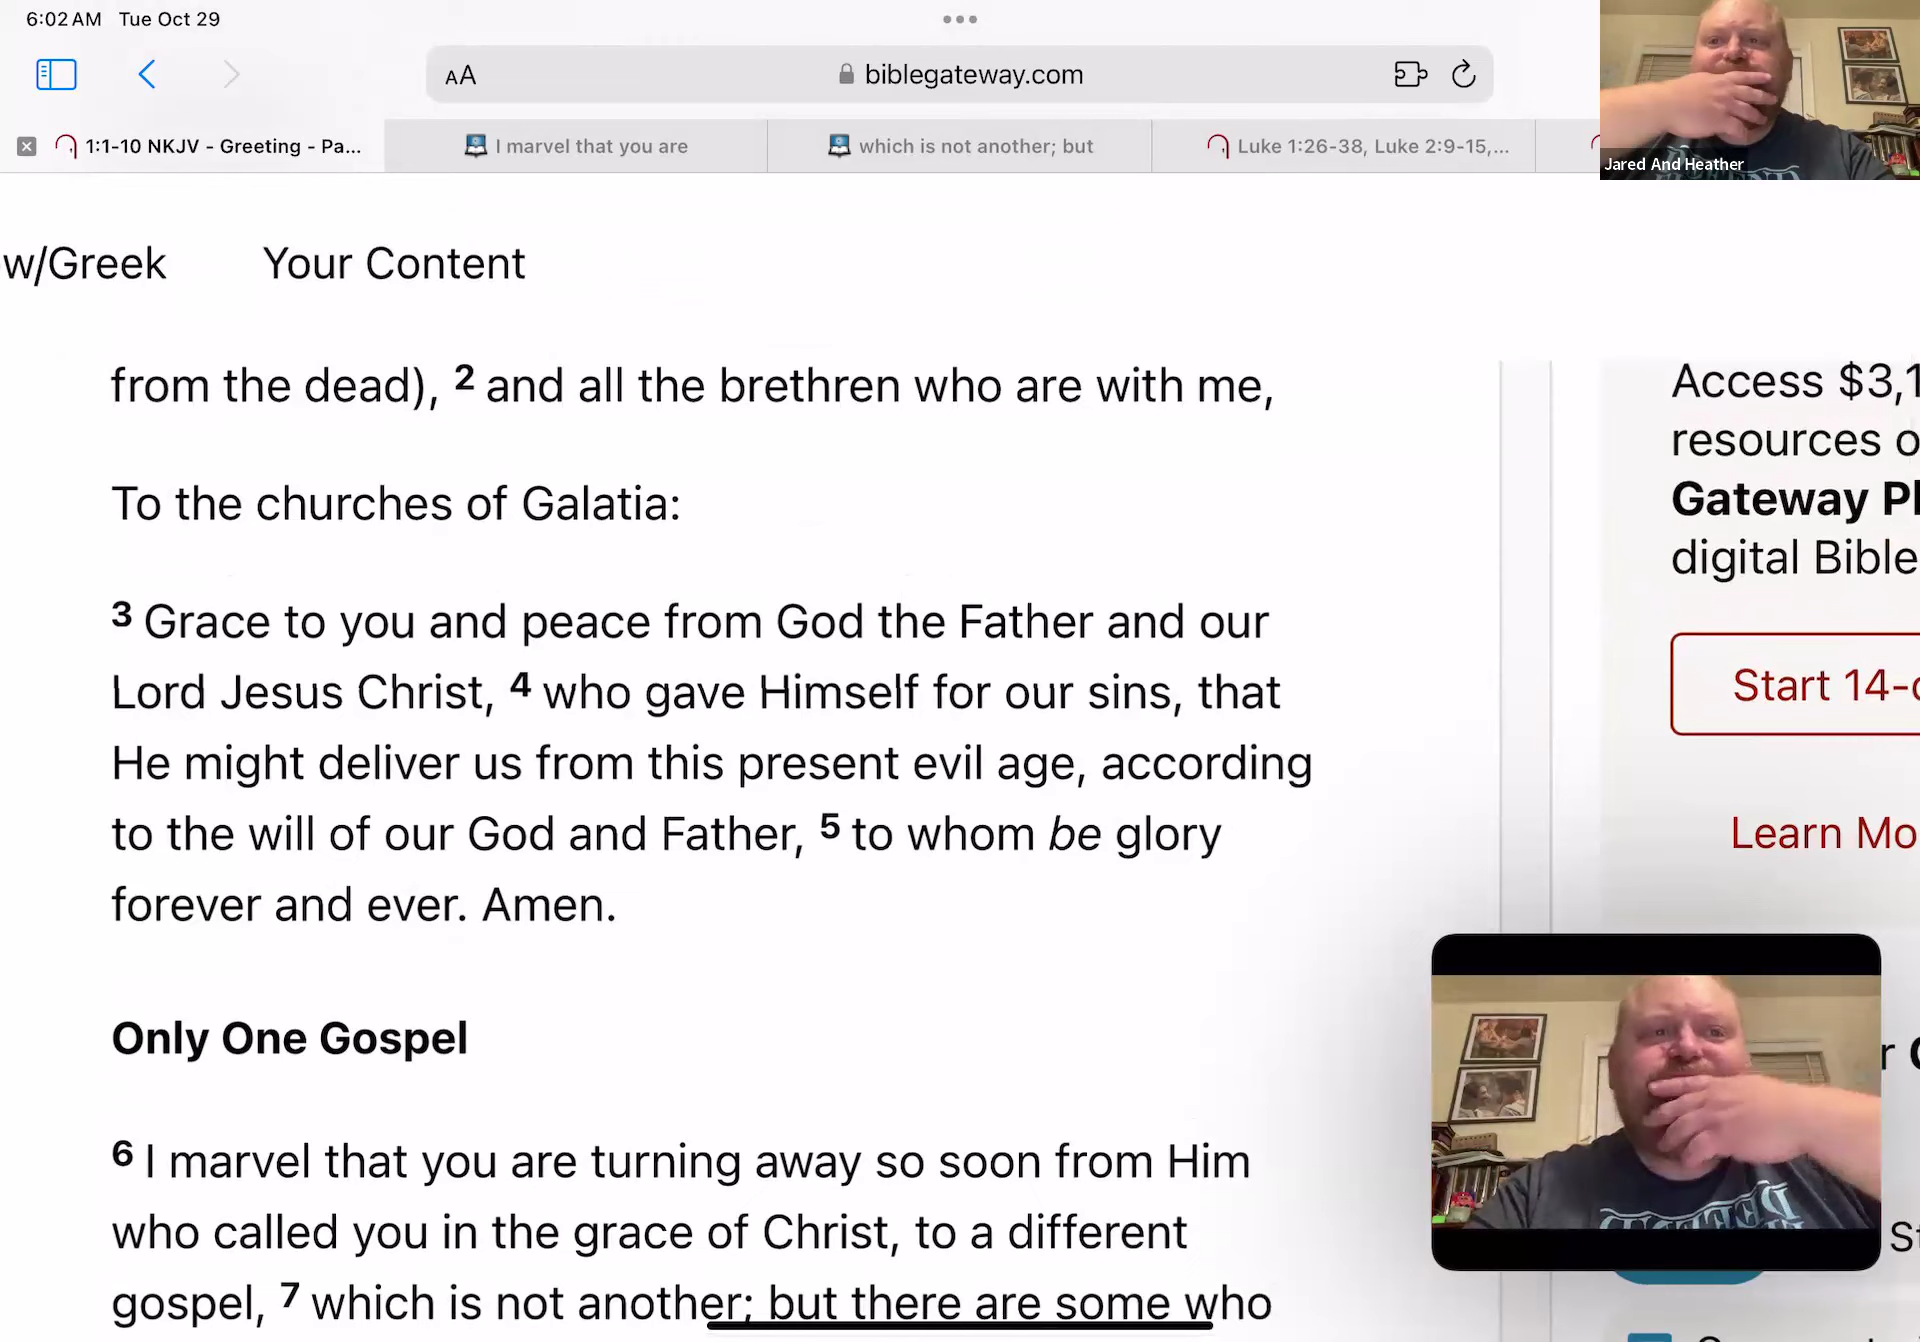 6:02 AM Tue Oct 29
AA
biblegateway.com
1:1-10 NKJV - Greeting - Pa...
I marvel that you are
which is not another; but
Luke 1:26-38, Luke 2:9-15,...
Jared And Heather
w/Greek
Your Content
from the dead), 2 and all the brethren who are with me,
To the churches of Galatia:
3 Grace to you and peace from God the Father and our
Lord Jesus Christ, 4 who gave Himself for our sins, that
He might deliver us from this present evil age, according
to the will of our God and Father, 5 to whom be glory
forever and ever. Amen.
Only One Gospel
6 I marvel that you are turning away so soon from Him
who called you in the grace of Christ, to a different
gospel, 7 which is not another; but there are some who
Access $3,1
resources o
Gateway Pl
digital Bible
Start 14-d
Learn Mo